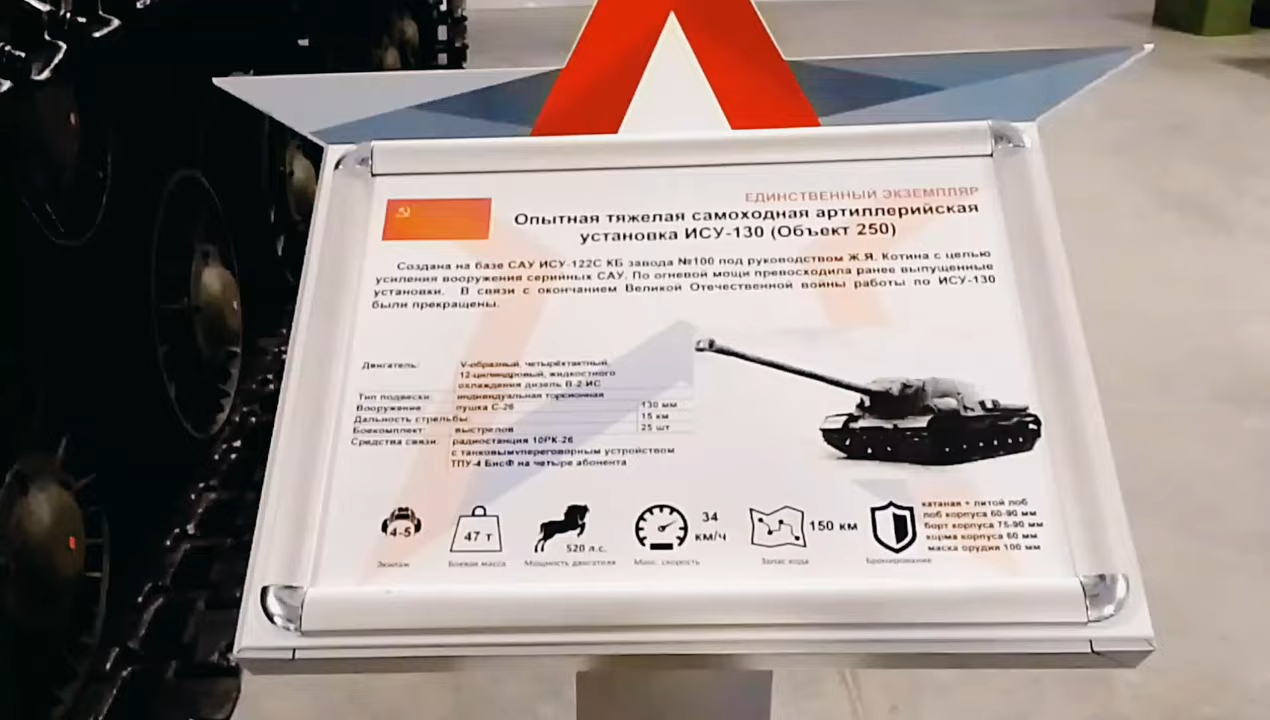 ЕДИНСТВЕННЫЙ ЭКЗЕМПЛЯР
Опытная тяжелая самоходная артиллерийская
установка ИСУ-130 (Объект 250)
Создана на базе САУ ИСУ-122С КБ завода №100 под руководством Ж.Я. Котина с целью
усиления вооружения серийных САУ. По огневой мощи превосходила ранее выпущенные
установки. В связи с окончанием Великой Отечественной войны работы по ИСУ-130
были прекращены.
Двигатель: V-образный, четырёхтактный,
12-цилиндровый, жидкостного
охлаждения дизель В-2-ИС
Тип подвески: индивидуальная торсионная
Вооружение: пушка С-26 130 мм
Дальность стрельбы: 15 км
Боекомплект: выстрелов 25 шт
Средства связи: радиостанция 10РК-26
с танковым переговорным устройством
ТПУ-4 БисФ на четыре абонента
4-5
47 т
520 л.с.
34
км/ч
150 км
катаная + литой лоб
лоб корпуса 60-90 мм
борт корпуса 75-90 мм
корма корпуса 60 мм
маска орудия 100 мм
Экипаж
Боевая масса
Мощность двигателя
Макс. скорость
Запас хода
Бронирование